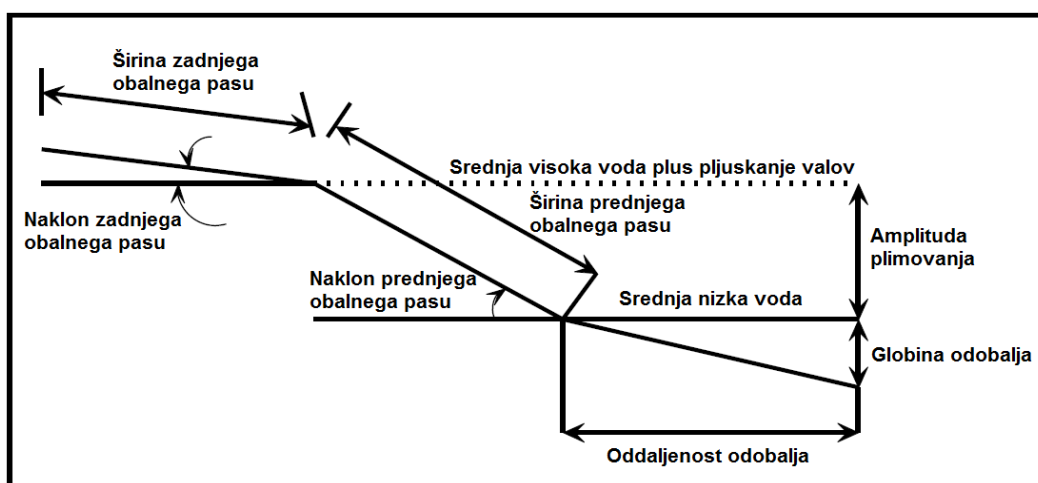 Širina zadnjega
obalnega pasu
Srednja visoka voda plus pljuskanje valov
Širina prednjega
obalnega pasu
Naklon zadnjega
obalnega pasu
Amplituda
plimovanja
Naklon prednjega
obalnega pasu
Srednja nizka voda
Globina odobalja
Oddaljenost odobalja